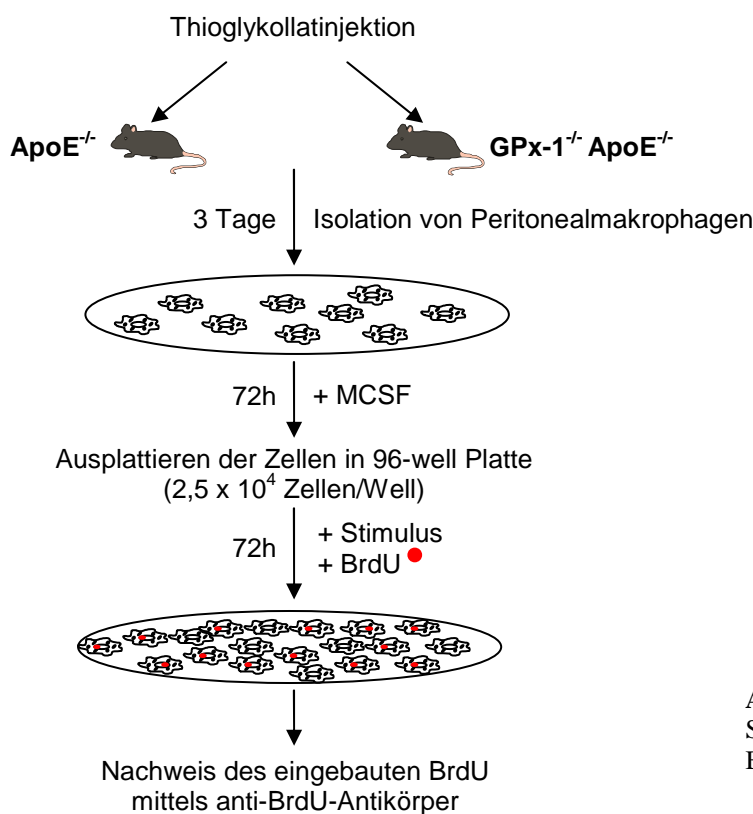 Thioglykollatinjektion
ApoE-/-
GPx-1-/- ApoE-/-
3 Tage
Isolation von Peritonealmakrophagen
72h
+ MCSF
Ausplattieren der Zellen in 96-well Platte
(2,5 x 10^4 Zellen/Well)
72h
+ Stimulus
+ BrdU
Nachweis des eingebauten BrdU
mittels anti-BrdU-Antikörper
A
S